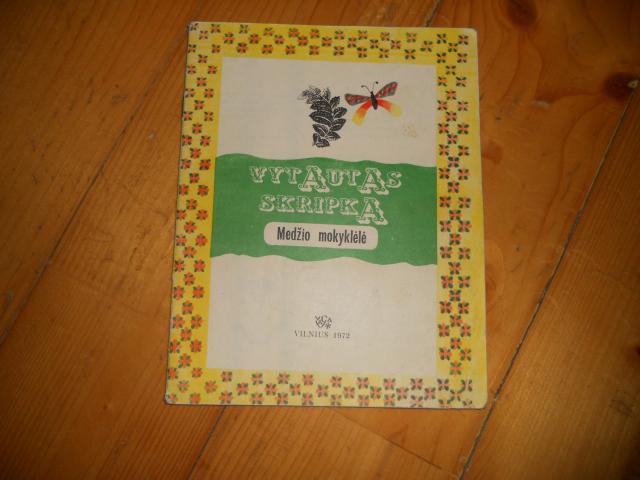 VYTAUTAS
SKRIPKA
Medžio mokyklėlė
VILNIUS 1972